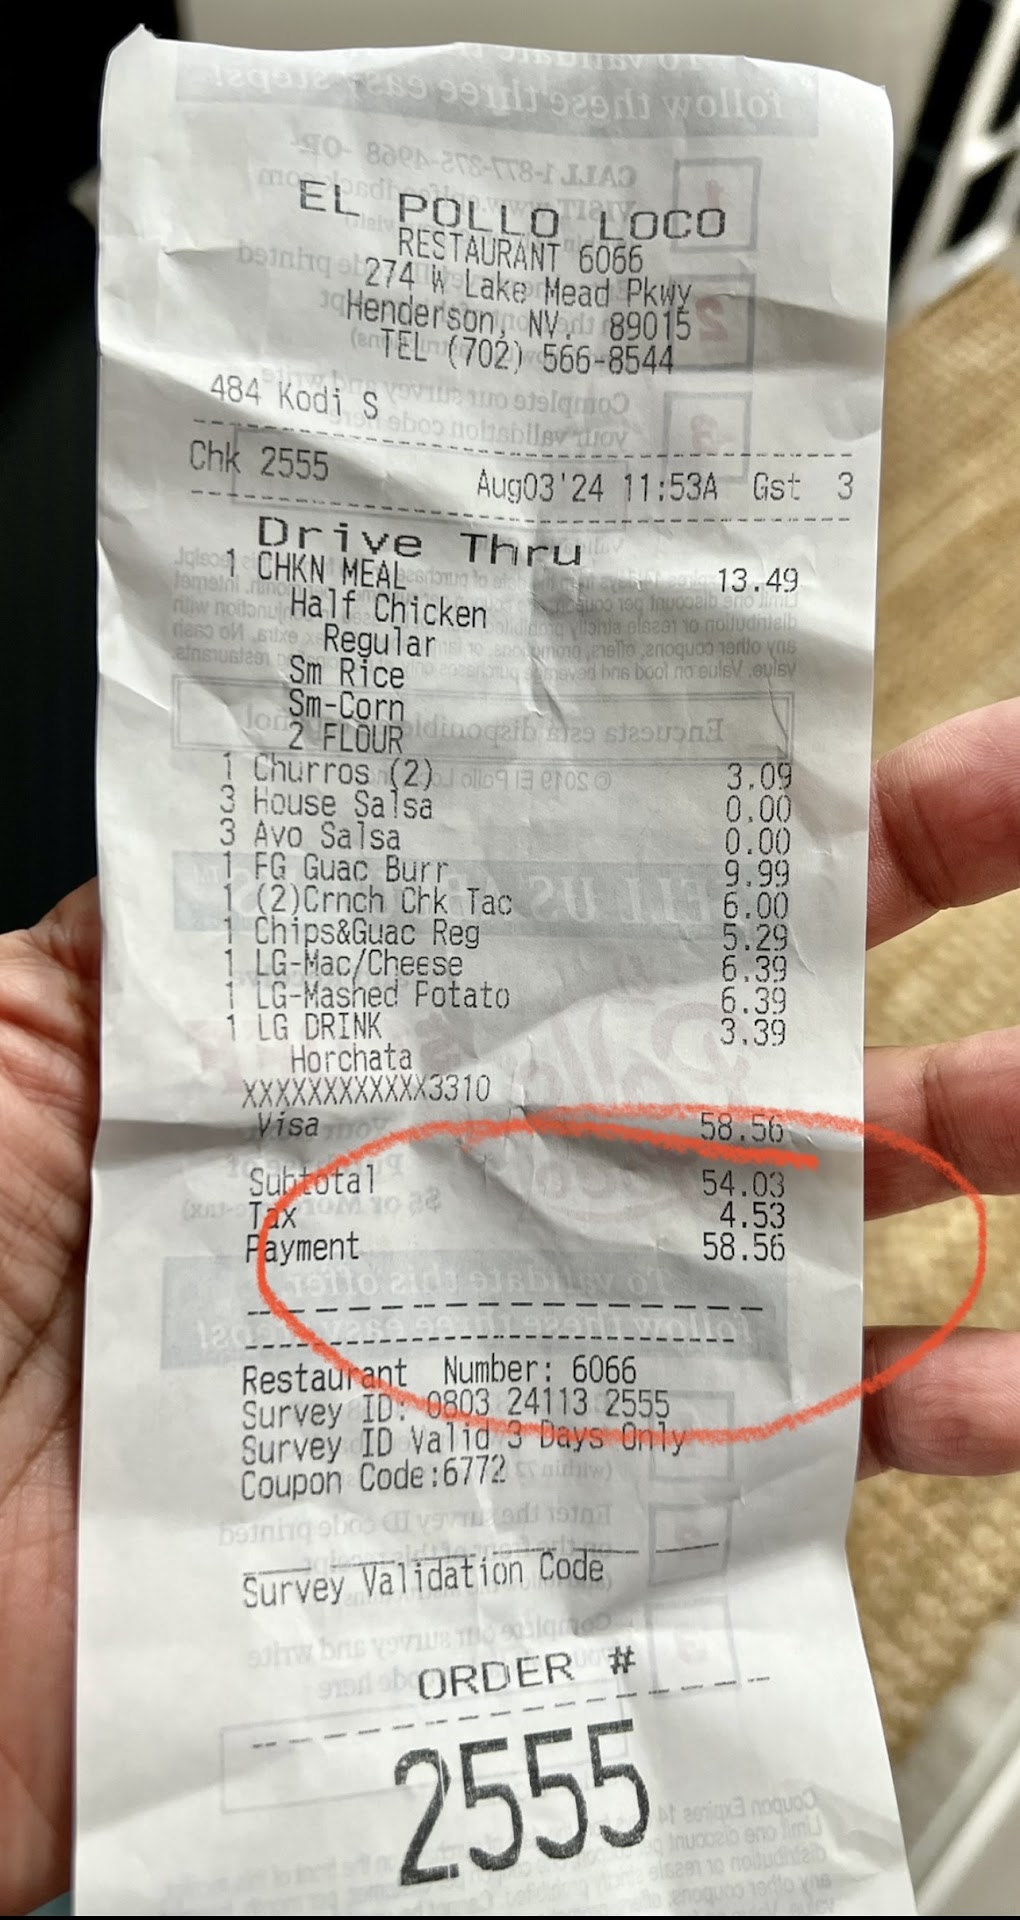 EL POLLO LOCO
RESTAURANT 6066
274 W Lake Mead Pkwy
Henderson, NV. 89015
TEL (702) 566-8544
484 Kodi S
Chk 2555 Aug03'24 11:53A Gst 3
Drive Thru
1 CHKN MEAL 13.49
Half Chicken
Regular
Sm Rice
Sm-Corn
2 FLOUR
1 Churros (2) 3.09
3 House Salsa 0.00
3 Avo Salsa 0.00
1 FG Guac Burr 9.99
1 (2)Crnch Chk Tac 6.00
1 Chips&Guac Reg 5.29
1 LG-Mac/Cheese 6.39
1 LG-Mashed Potato 6.39
1 LG DRINK 3.39
Horchata
XXXXXXXXXXXX3310
Visa 58.56
Subtotal 54.03
Tax 4.53
Payment 58.56
Restaurant Number: 6066
Survey ID: 0803 24113 2555
Survey ID Valid 3 Days Only
Coupon Code:6772
Survey Validation Code
ORDER #
2555